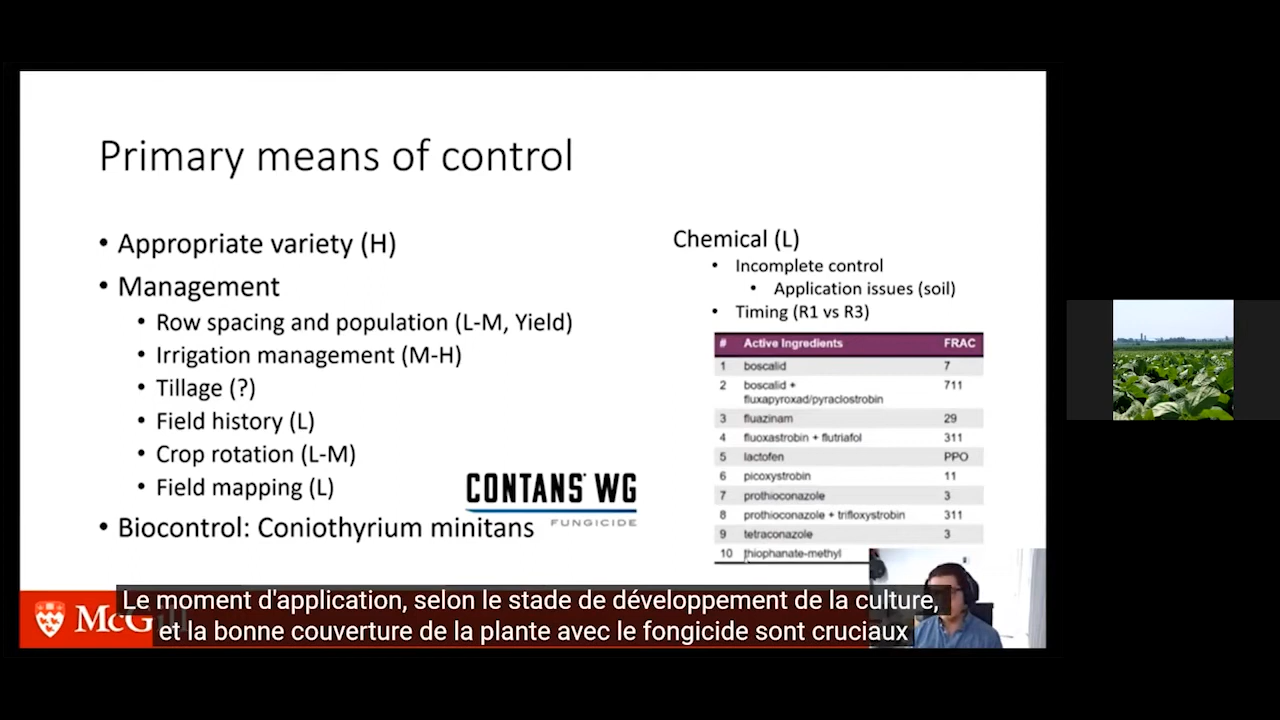 Primary means of control
• Appropriate variety (H)
• Management
• Row spacing and population (L-M, Yield)
• Irrigation management (M-H)
• Tillage (?)
• Field history (L)
• Crop rotation (L-M)
• Field mapping (L)
• Biocontrol: Coniothyrium minitans
CONTANS WG
FUNGICIDE
Chemical (L)
• Incomplete control
• Application issues (soil)
• Timing (R1 vs R3)
# Active Ingredients FRAC
1 boscalid 7
2 boscalid + 711
fluxapyroxad/pyraclostrobin
3 fluazinam 29
4 fluoxastrobin + flutriafol 311
5 lactofen PPO
6 picoxystrobin 11
7 prothioconazole 3
8 prothioconazole + trifloxystrobin 311
9 tetraconazole 3
10 thiophanate-methyl
McG
Le moment d'application, selon le stade de développement de la culture,
et la bonne couverture de la plante avec le fongicide sont cruciaux